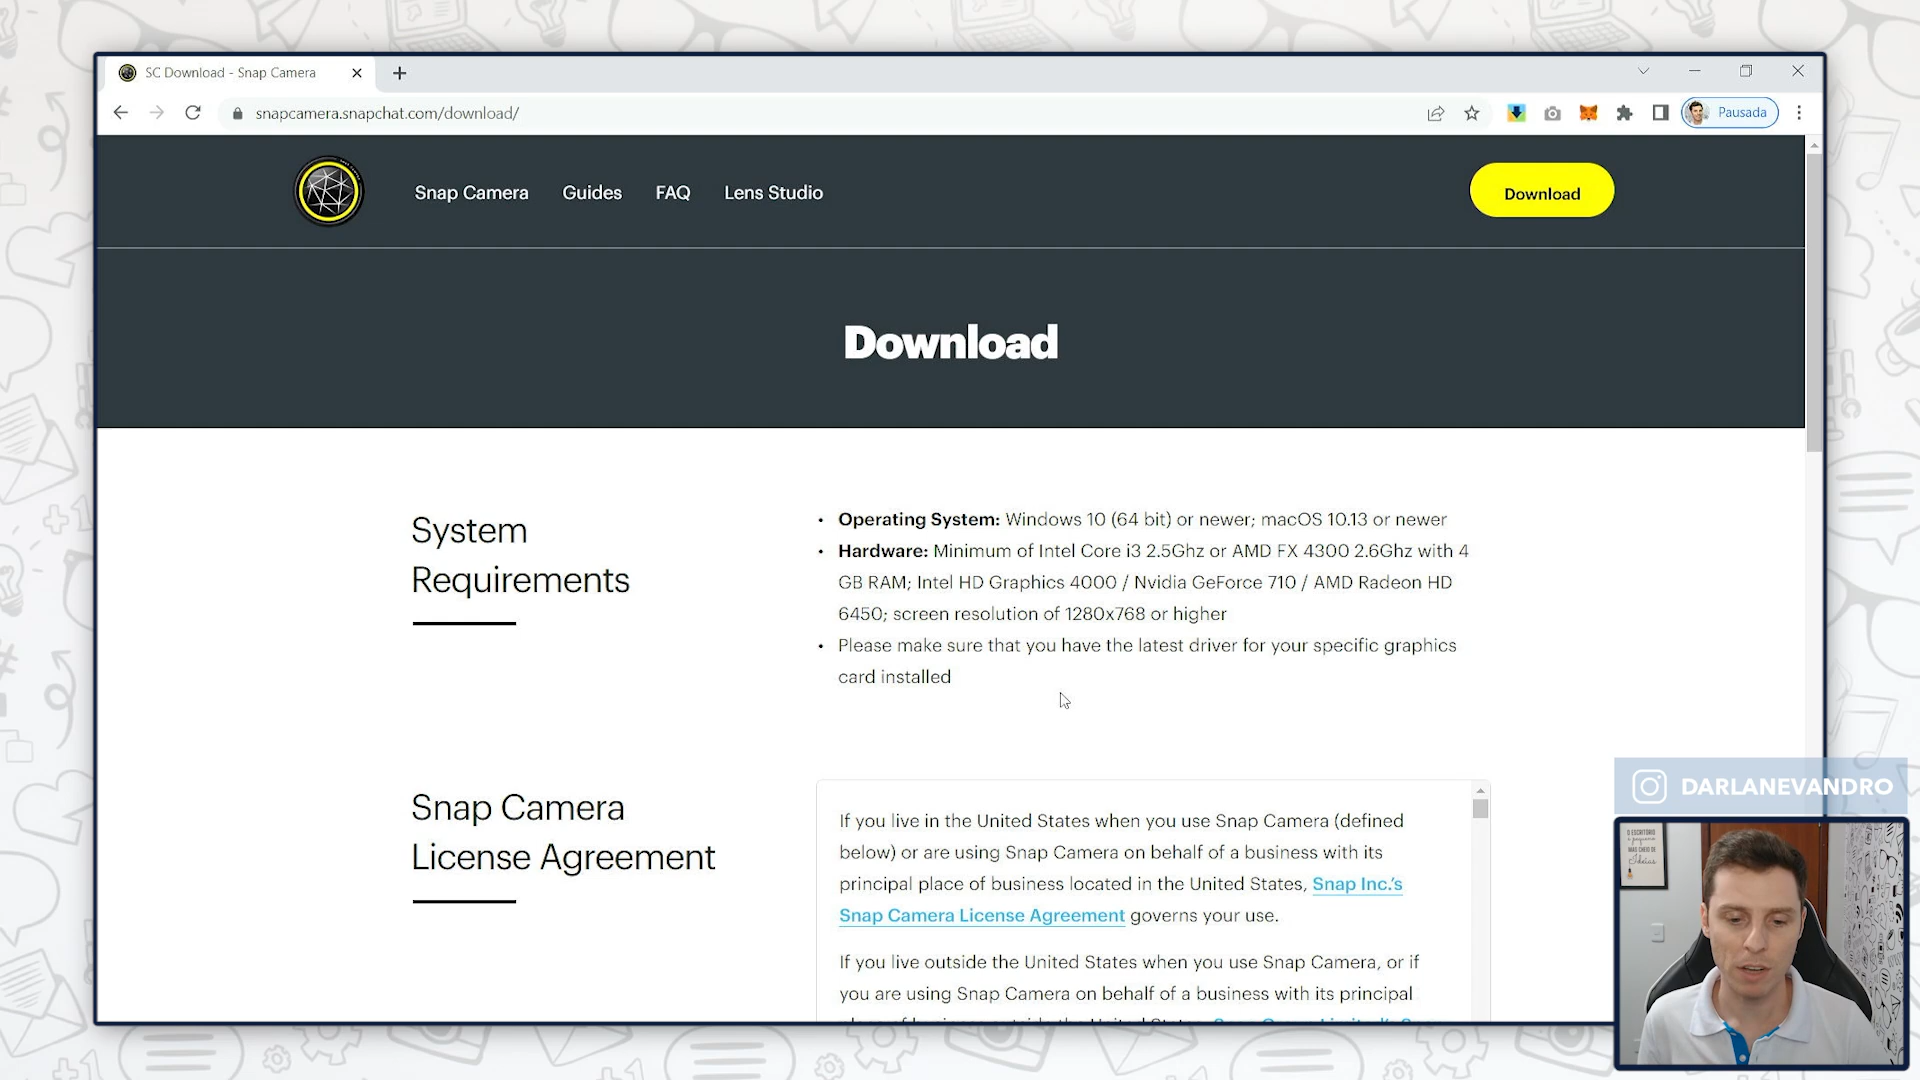 SC Download - Snap Camera
snapcamera.snapchat.com/download/
Pausada
Snap Camera
Guides
FAQ
Lens Studio
Download
Download
System
Requirements
• Operating System: Windows 10 (64 bit) or newer; macOS 10.13 or newer
• Hardware: Minimum of Intel Core i3 2.5Ghz or AMD FX 4300 2.6Ghz with 4
GB RAM; Intel HD Graphics 4000 / Nvidia GeForce 710 / AMD Radeon HD
6450; screen resolution of 1280x768 or higher
• Please make sure that you have the latest driver for your specific graphics
card installed
Snap Camera
License Agreement
If you live in the United States when you use Snap Camera (defined
below) or are using Snap Camera on behalf of a business with its
principal place of business located in the United States, Snap Inc.'s
Snap Camera License Agreement governs your use.
If you live outside the United States when you use Snap Camera, or if
you are using Snap Camera on behalf of a business with its principal
DARLANEVANDRO